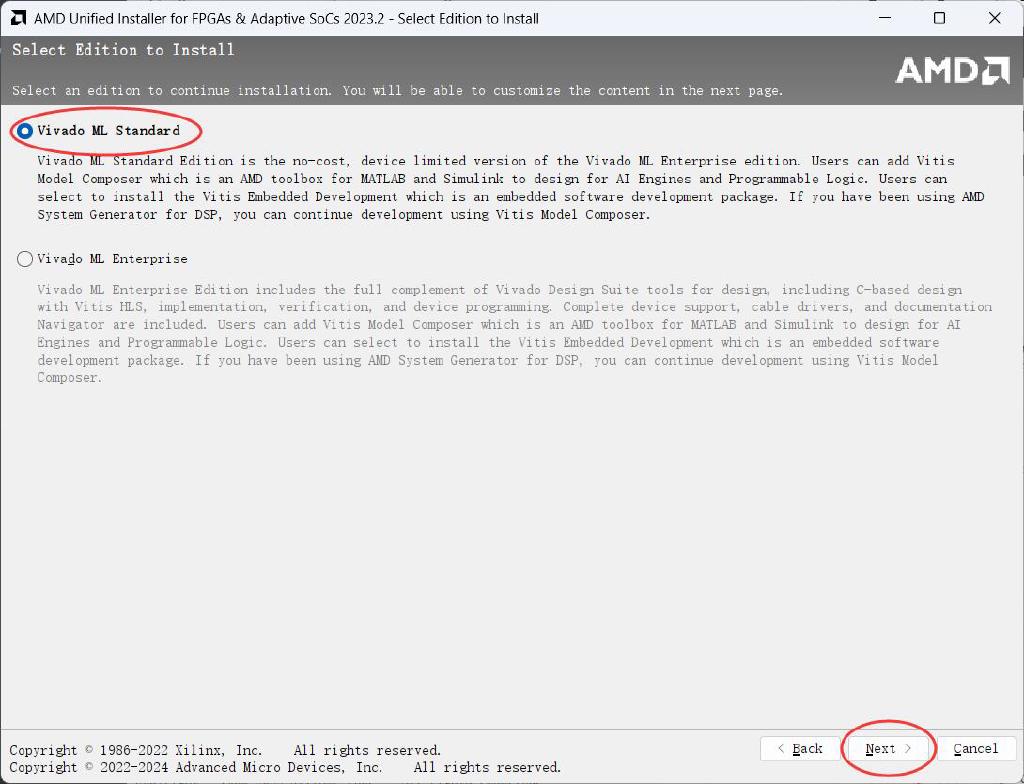 AMD Unified Installer for FPGAs & Adaptive SoCs 2023.2 - Select Edition to Install
Select Edition to Install
AMD
Select an edition to continue installation. You will be able to customize the content in the next page.
Vivado ML Standard
Vivado ML Standard Edition is the no-cost, device limited version of the Vivado ML Enterprise edition. Users can add Vitis
Model Composer which is an AMD toolbox for MATLAB and Simulink to design for AI Engines and Programmable Logic. Users can
select to install the Vitis Embedded Development which is an embedded software development package. If you have been using AMD
System Generator for DSP, you can continue development using Vitis Model Composer.
Vivado ML Enterprise
Vivado ML Enterprise Edition includes the full complement of Vivado Design Suite tools for design, including C-based design
with Vitis HLS, implementation, verification, and device programming. Complete device support, cable drivers, and documentation
Navigator are included. Users can add Vitis Model Composer which is an AMD toolbox for MATLAB and Simulink to design for AI
Engines and Programmable Logic. Users can select to install the Vitis Embedded Development which is an embedded software
development package. If you have been using AMD System Generator for DSP, you can continue development using Vitis Model
Composer.
Copyright © 1986-2022 Xilinx, Inc. All rights reserved.
Copyright © 2022-2024 Advanced Micro Devices, Inc. All rights reserved.
< Back Next > Cancel